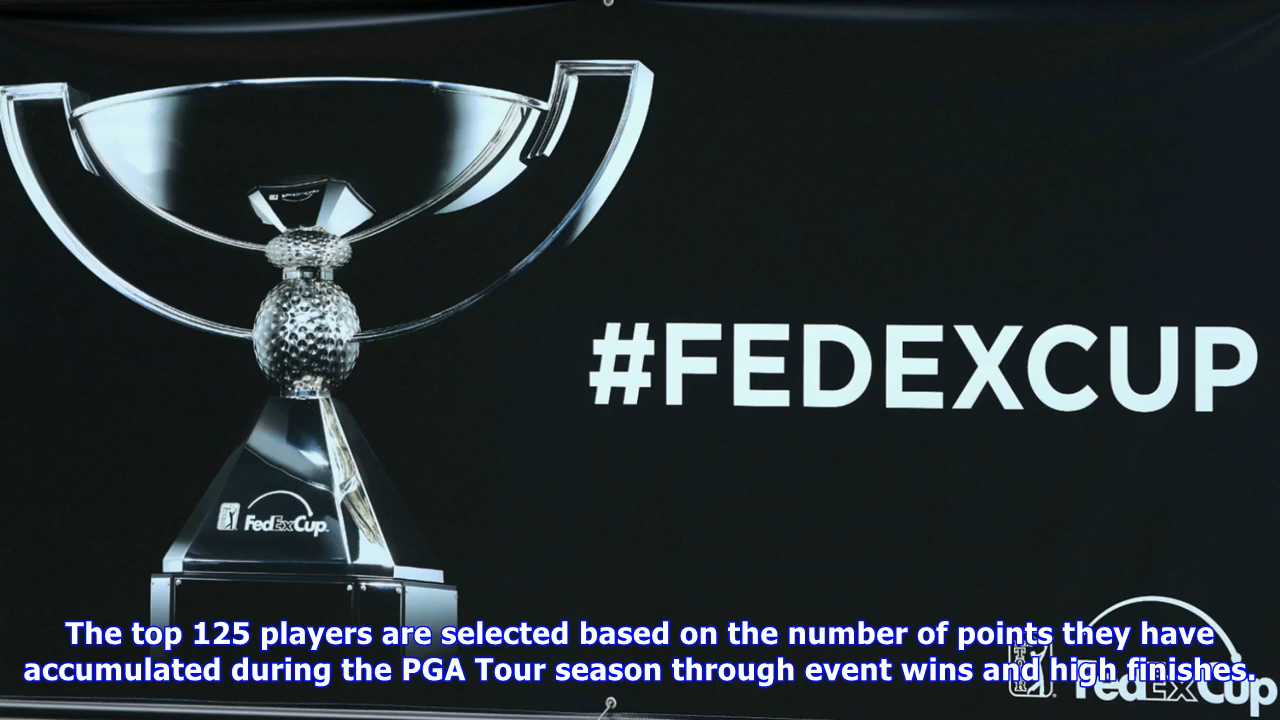 #FEDEXCUP
FedExCup
The top 125 players are selected based on the number of points they have
accumulated during the PGA Tour season through event wins and high finishes.
FedExCup